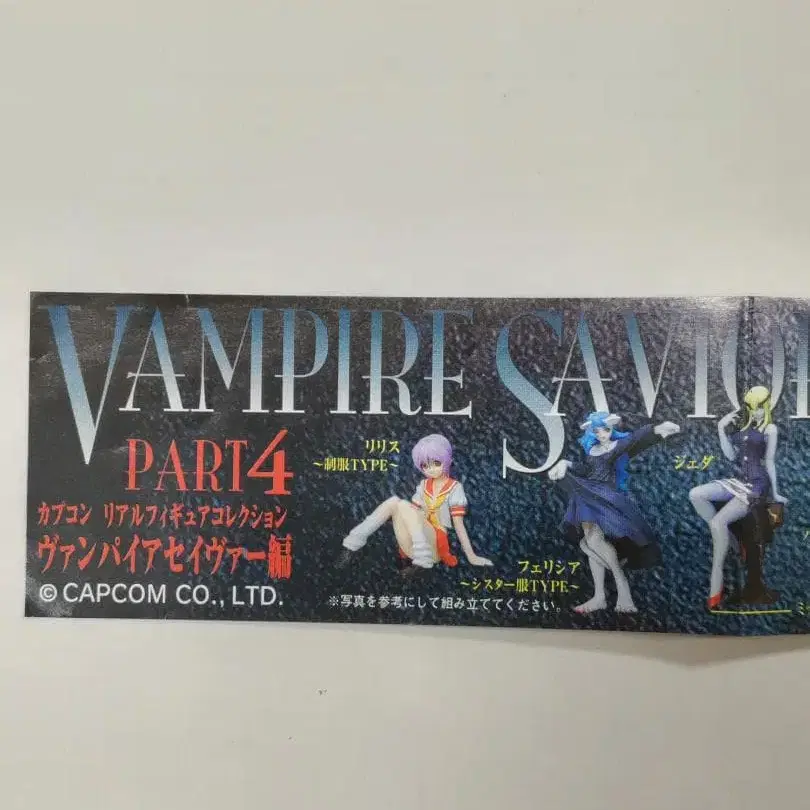 VAMPIRE SAVIOR
PART4
カプコン リアルフィギュアコレクション
ヴァンパイアセイヴァー編
© CAPCOM CO., LTD.
リリス
～制服TYPE～
フェリシア
～シスター服TYPE～
ジェダ
※写真を参考にして組み立ててください。